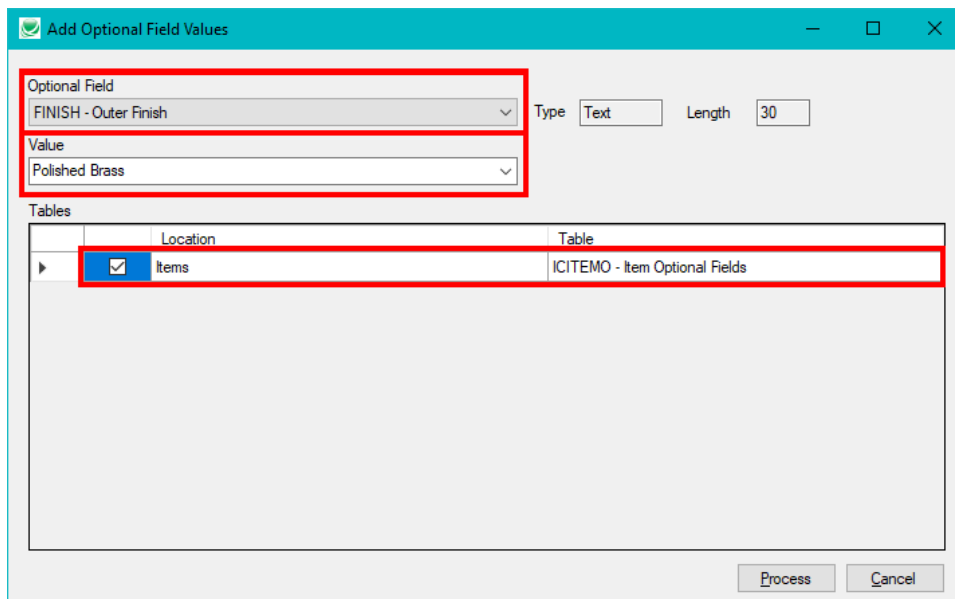 Add Optional Field Values
Optional Field
FINISH - Outer Finish
Type Text Length 30
Value
Polished Brass
Tables
Location Table
Items ICITEMO - Item Optional Fields
Process Cancel